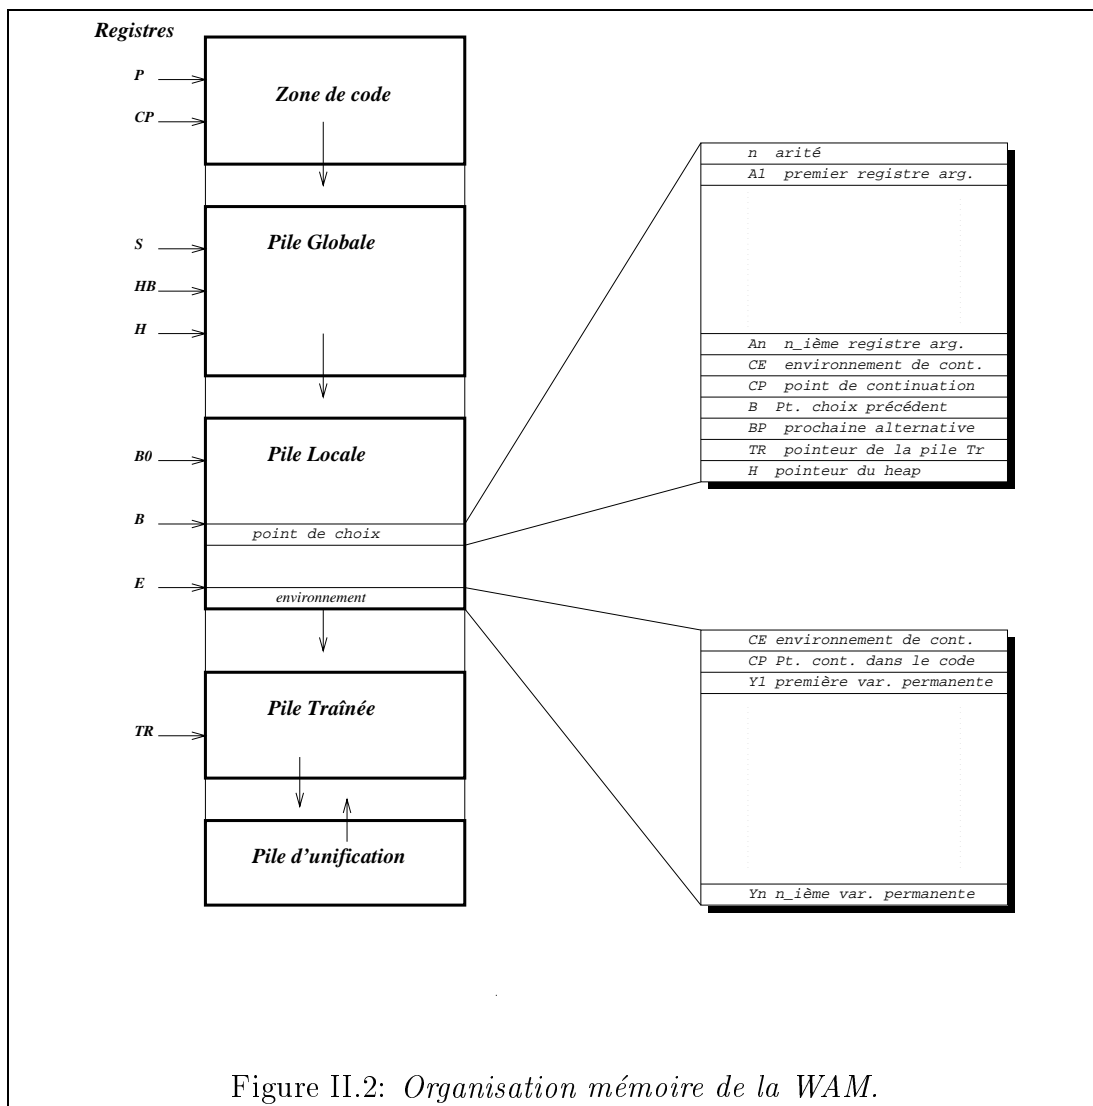 Registres
P
Zone de code
CP
S
Pile Globale
HB
H
B0
Pile Locale
B
point de choix
E
environnement
Pile Traînée
TR
Pile d'unification
n arité
A1 premier registre arg.
An n_ième registre arg.
CE environnement de cont.
CP point de continuation
B Pt. choix précédent
BP prochaine alternative
TR pointeur de la pile Tr
H pointeur du heap
CE environnement de cont.
CP Pt. cont. dans le code
Y1 première var. permanente
Yn n_ième var. permanente
Figure II.2: Organisation mémoire de la WAM.